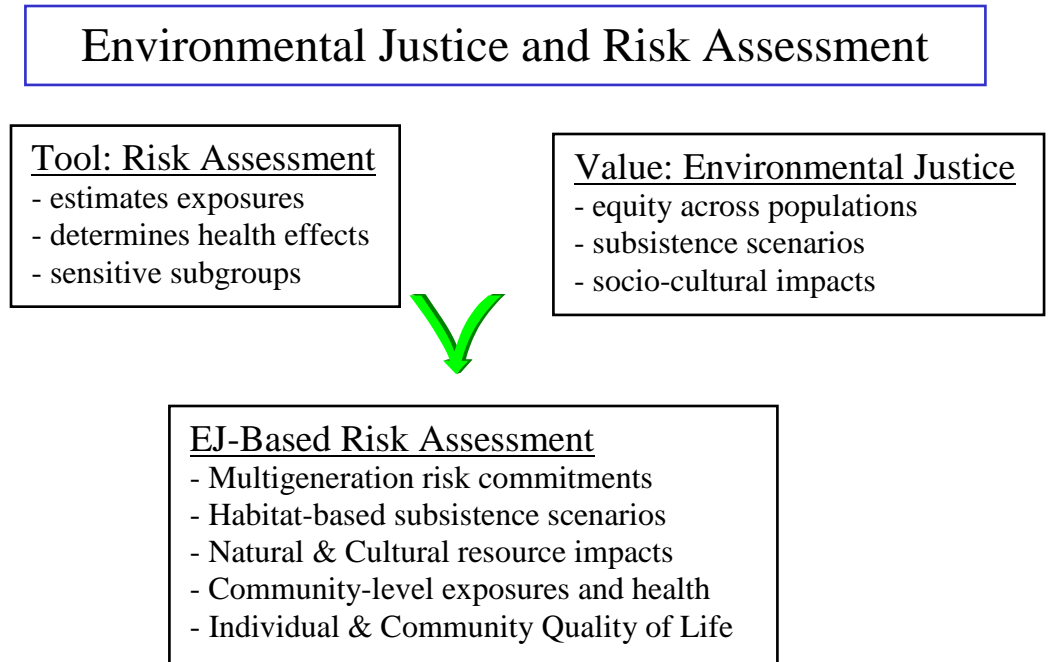 Environmental Justice and Risk Assessment
Tool: Risk Assessment
- estimates exposures
- determines health effects
- sensitive subgroups
Value: Environmental Justice
- equity across populations
- subsistence scenarios
- socio-cultural impacts
EJ-Based Risk Assessment
- Multigeneration risk commitments
- Habitat-based subsistence scenarios
- Natural & Cultural resource impacts
- Community-level exposures and health
- Individual & Community Quality of Life